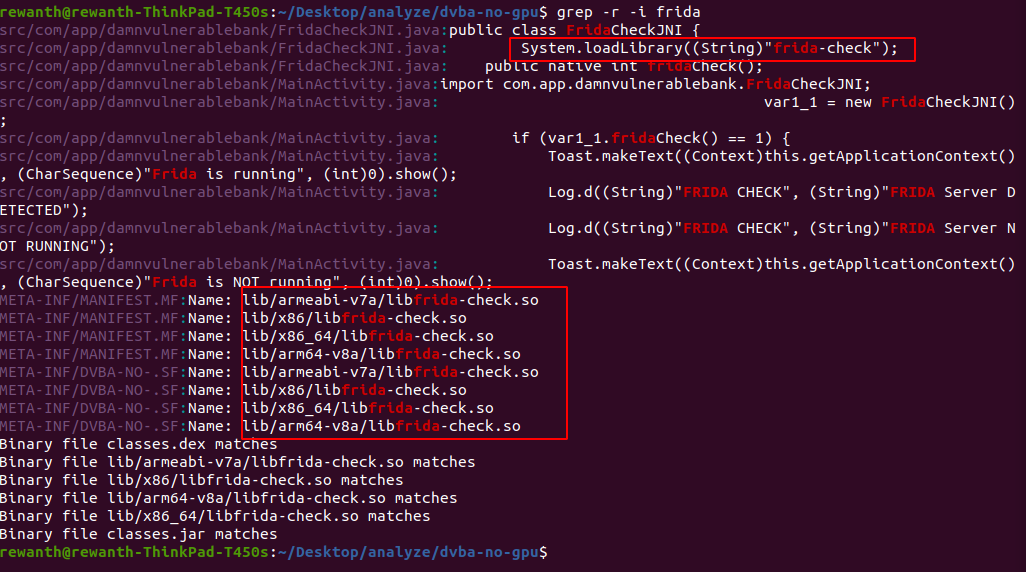 rewanth@rewanth-ThinkPad-T450s:~/Desktop/analyze/dvba-no-gpu$ grep -r -i frida
src/com/app/damnvulnerablebank/FridaCheckJNI.java:public class FridaCheckJNI {
src/com/app/damnvulnerablebank/FridaCheckJNI.java:        System.loadLibrary((String)"frida-check");
src/com/app/damnvulnerablebank/FridaCheckJNI.java:    public native int fridaCheck();
src/com/app/damnvulnerablebank/MainActivity.java:import com.app.damnvulnerablebank.FridaCheckJNI;
src/com/app/damnvulnerablebank/MainActivity.java:                                    var1_1 = new FridaCheckJNI()
;
src/com/app/damnvulnerablebank/MainActivity.java:        if (var1_1.fridaCheck() == 1) {
src/com/app/damnvulnerablebank/MainActivity.java:            Toast.makeText((Context)this.getApplicationContext()
, (CharSequence)"Frida is running", (int)0).show();
src/com/app/damnvulnerablebank/MainActivity.java:            Log.d((String)"FRIDA CHECK", (String)"FRIDA Server D
ETECTED");
src/com/app/damnvulnerablebank/MainActivity.java:            Log.d((String)"FRIDA CHECK", (String)"FRIDA Server N
OT RUNNING");
src/com/app/damnvulnerablebank/MainActivity.java:            Toast.makeText((Context)this.getApplicationContext()
, (CharSequence)"Frida is NOT running", (int)0).show();
META-INF/MANIFEST.MF:Name: lib/armeabi-v7a/libfrida-check.so
META-INF/MANIFEST.MF:Name: lib/x86/libfrida-check.so
META-INF/MANIFEST.MF:Name: lib/x86_64/libfrida-check.so
META-INF/MANIFEST.MF:Name: lib/arm64-v8a/libfrida-check.so
META-INF/DVBA-NO-.SF:Name: lib/armeabi-v7a/libfrida-check.so
META-INF/DVBA-NO-.SF:Name: lib/x86/libfrida-check.so
META-INF/DVBA-NO-.SF:Name: lib/x86_64/libfrida-check.so
META-INF/DVBA-NO-.SF:Name: lib/arm64-v8a/libfrida-check.so
Binary file classes.dex matches
Binary file lib/armeabi-v7a/libfrida-check.so matches
Binary file lib/x86/libfrida-check.so matches
Binary file lib/arm64-v8a/libfrida-check.so matches
Binary file lib/x86_64/libfrida-check.so matches
Binary file classes.jar matches
rewanth@rewanth-ThinkPad-T450s:~/Desktop/analyze/dvba-no-gpu$